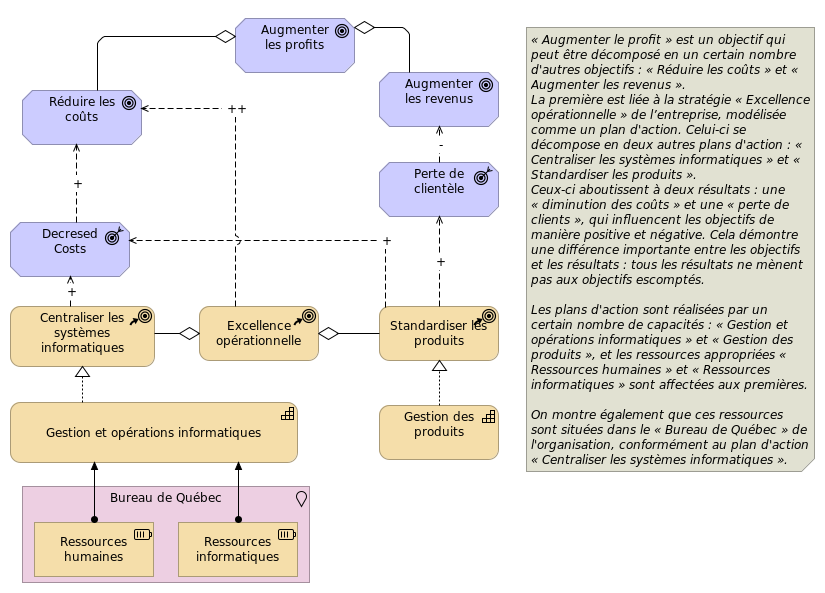 Augmenter
les profits
Augmenter
les revenus
Réduire les
coûts
++
-
+
Perte de
clientèle
Decresed
Costs
+
+
+
Centraliser les
systèmes
informatiques
Excellence
opérationnelle
Standardiser les
produits
Gestion et opérations informatiques
Gestion des
produits
Bureau de Québec
Ressources
humaines
Ressources
informatiques
« Augmenter le profit » est un objectif qui
peut être décomposé en un certain nombre
d'autres objectifs : « Réduire les coûts » et «
Augmenter les revenus ».
La première est liée à la stratégie « Excellence
opérationnelle » de l’entreprise, modélisée
comme un plan d'action. Celui-ci se
décompose en deux autres plans d'action : «
Centraliser les systèmes informatiques » et «
Standardiser les produits ».
Ceux-ci aboutissent à deux résultats : une
« diminution des coûts » et une « perte de
clients », qui influencent les objectifs de
manière positive et négative. Cela démontre
une différence importante entre les objectifs
et les résultats : tous les résultats ne mènent
pas aux objectifs escomptés.
Les plans d'action sont réalisées par un
certain nombre de capacités : « Gestion et
opérations informatiques » et « Gestion des
produits », et les ressources appropriées «
Ressources humaines » et « Ressources
informatiques » sont affectées aux premières.
On montre également que ces ressources
sont situées dans le « Bureau de Québec » de
l'organisation, conformément au plan d'action
« Centraliser les systèmes informatiques ».